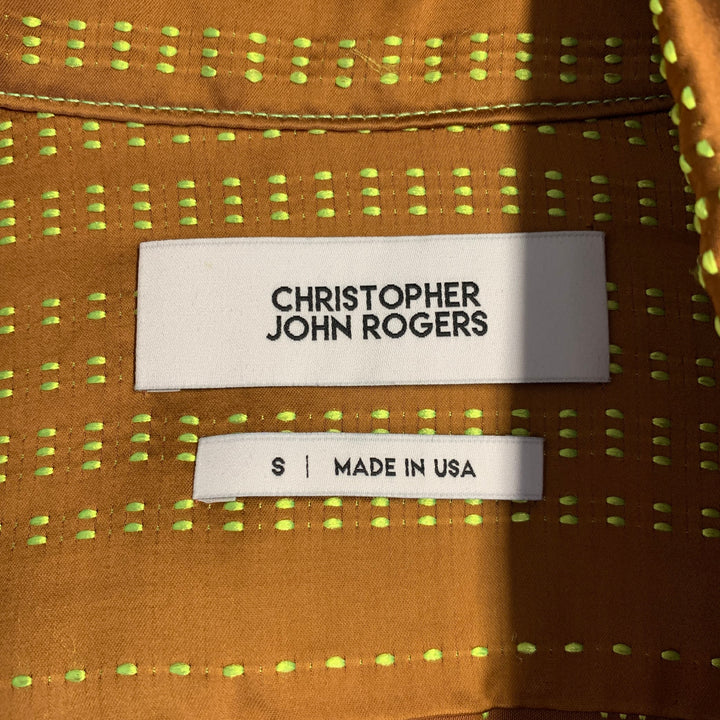 CHRISTOPHER
JOHN ROGERS
S | MADE IN USA